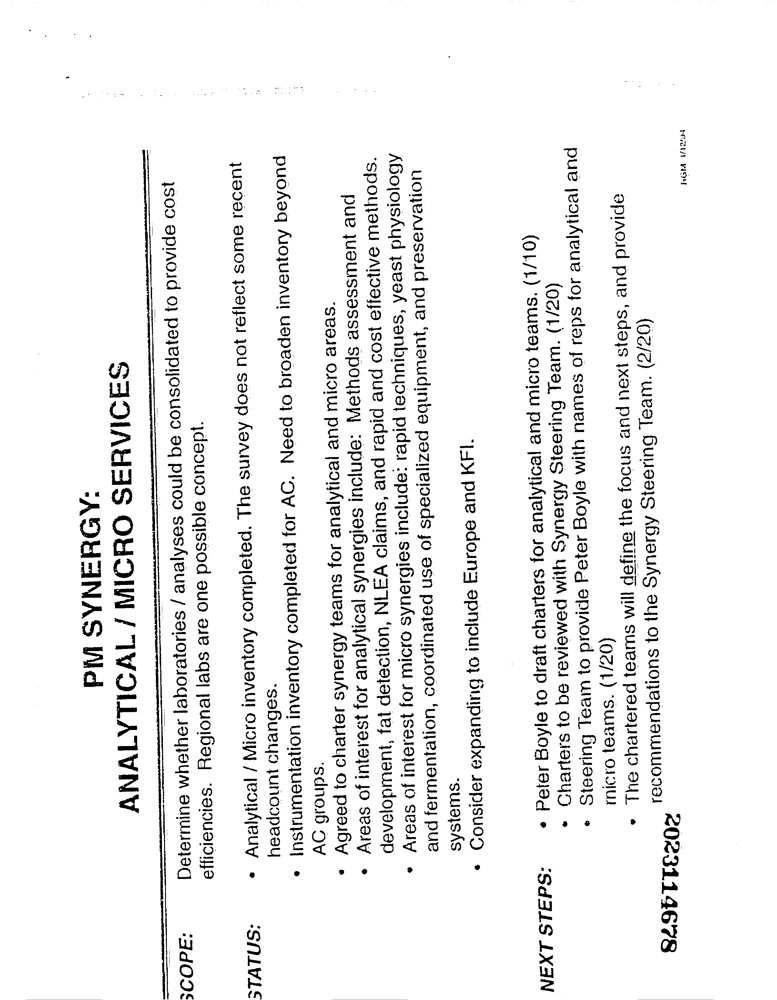 PM SYNERGY:
ANALYTICAL / MICRO SERVICES
SCOPE: Determine whether laboratories / analyses could be consolidated to provide cost
efficiencies. Regional labs are one possible concept.
STATUS: • Analytical / Micro inventory completed. The survey does not reflect some recent
headcount changes.
• Instrumentation inventory completed for AC. Need to broaden inventory beyond
AC groups.
• Agreed to charter synergy teams for analytical and micro areas.
• Areas of interest for analytical synergies include: Methods assessment and
development, fat detection, NLEA claims, and rapid and cost effective methods.
• Areas of interest for micro synergies include: rapid techniques, yeast physiology
and fermentation, coordinated use of specialized equipment, and preservation
systems.
• Consider expanding to include Europe and KFI.
NEXT STEPS: • Peter Boyle to draft charters for analytical and micro teams. (1/10)
• Charters to be reviewed with Synergy Steering Team. (1/20)
• Steering Team to provide Peter Boyle with names of reps for analytical and
micro teams. (1/20)
• The chartered teams will define the focus and next steps, and provide
recommendations to the Synergy Steering Team. (2/20)
2023114678